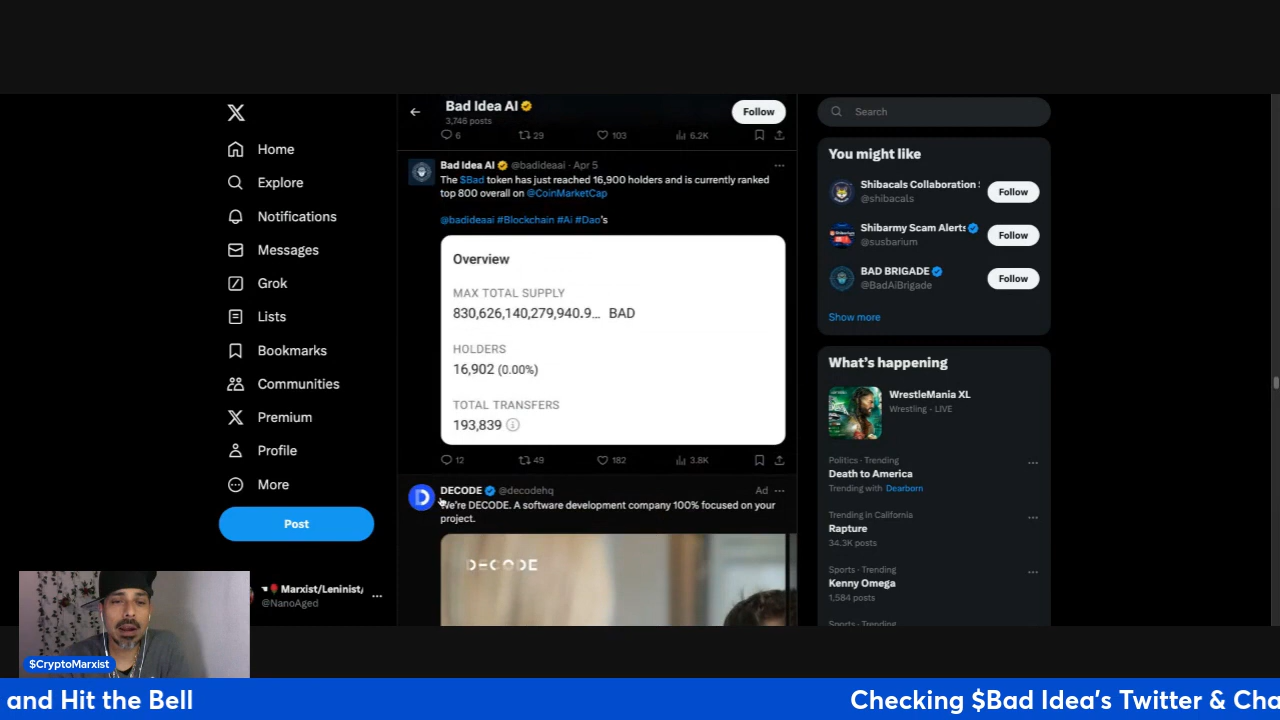 Home
Explore
Notifications
Messages
Grok
Lists
Bookmarks
Communities
Premium
Profile
More
Post
Marxist/Leninist/
@NanoAged
Bad Idea AI
3,746 posts
Follow
6 29 103 6.2K
Bad Idea AI @badideaai · Apr 5
The $Bad token has just reached 16,900 holders and is currently ranked
top 800 overall on @CoinMarketCap
@badideaai #Blockchain #Ai #Dao's
Overview
MAX TOTAL SUPPLY
830,626,140,279,940.9... BAD
HOLDERS
16,902 (0.00%)
TOTAL TRANSFERS
193,839
12 49 182 3.8K
DECODE @decodehq Ad
We're DECODE. A software development company 100% focused on your
project.
DECODE
Search
You might like
Shibacals Collaboration
@shibacals
Follow
Shibarmy Scam Alerts
@susbarium
Follow
BAD BRIGADE
@BadAiBrigade
Follow
Show more
What's happening
WrestleMania XL
Wrestling - LIVE
Politics · Trending
Death to America
Trending with Dearborn
Trending in California
Rapture
34.3K posts
Sports · Trending
Kenny Omega
1,584 posts
Sports · Trending
$CryptoMarxist
and Hit the Bell
Checking $Bad Idea's Twitter & Cha